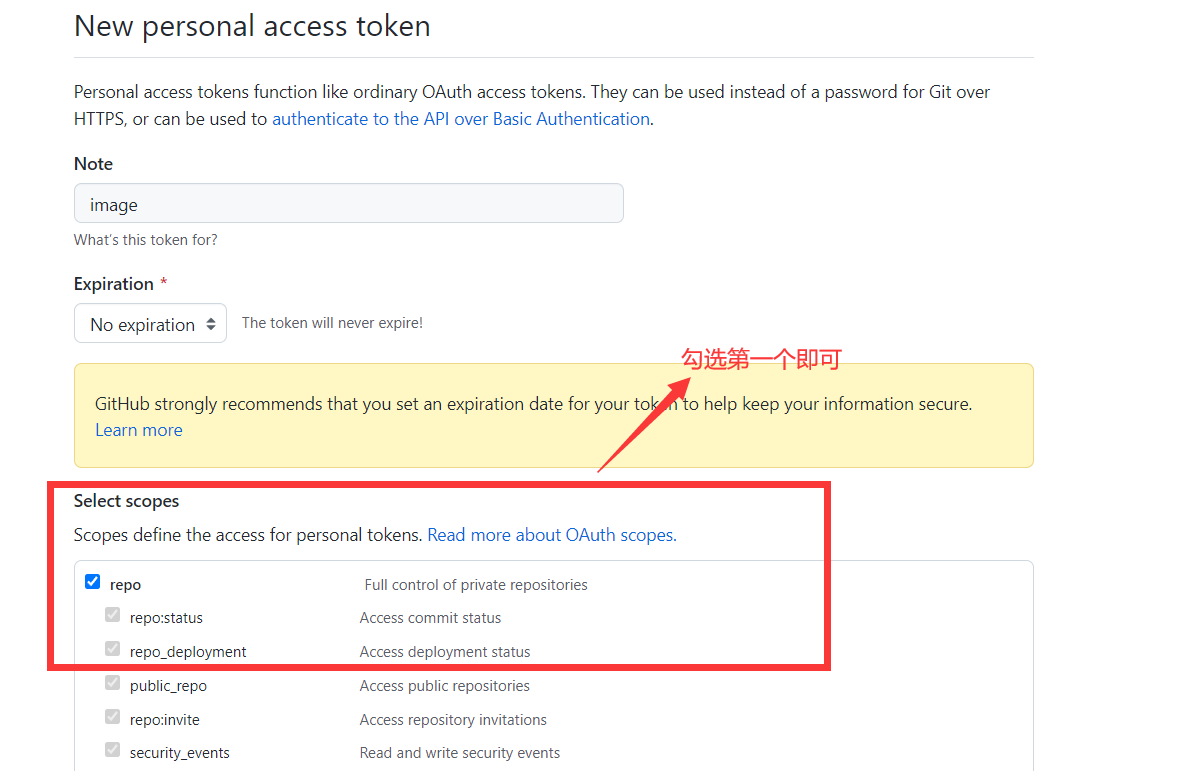 New personal access token
Personal access tokens function like ordinary OAuth access tokens. They can be used instead of a password for Git over
HTTPS, or can be used to authenticate to the API over Basic Authentication.
Note
image
What's this token for?
Expiration *
No expiration The token will never expire!
勾选第一个即可
GitHub strongly recommends that you set an expiration date for your token to help keep your information secure.
Learn more
Select scopes
Scopes define the access for personal tokens. Read more about OAuth scopes.
repo Full control of private repositories
repo:status Access commit status
repo_deployment Access deployment status
public_repo Access public repositories
repo:invite Access repository invitations
security_events Read and write security events